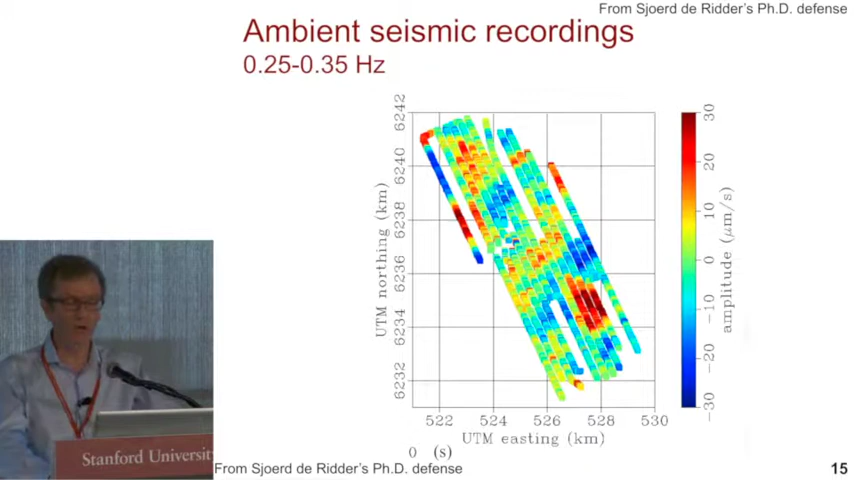 From Sjoerd de Ridder's Ph.D. defense
Ambient seismic recordings
0.25-0.35 Hz
UTM northing (km)
6242
6240
6238
6236
6234
6232
522 524 526 528 530
UTM easting (km)
0 (s)
30
20
10
0
−10
−20
−30
amplitude (μm/s)
Stanford University
From Sjoerd de Ridder's Ph.D. defense
15